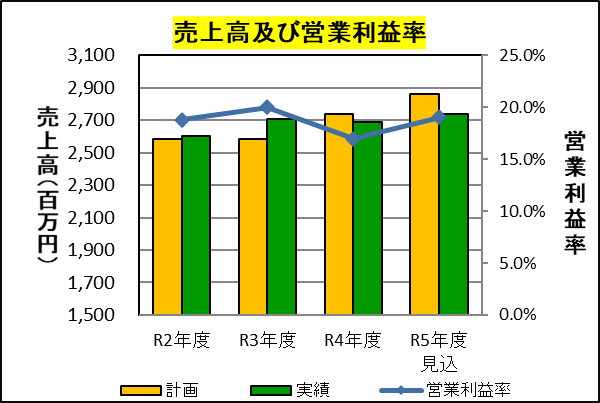 売上高及び営業利益率
3,100
2,900
2,700
2,500
2,300
2,100
1,900
1,700
1,500
売上高(百万円)
25.0%
20.0%
15.0%
10.0%
5.0%
0.0%
営業利益率
R2年度
R3年度
R4年度
R5年度
見込
計画
実績
営業利益率